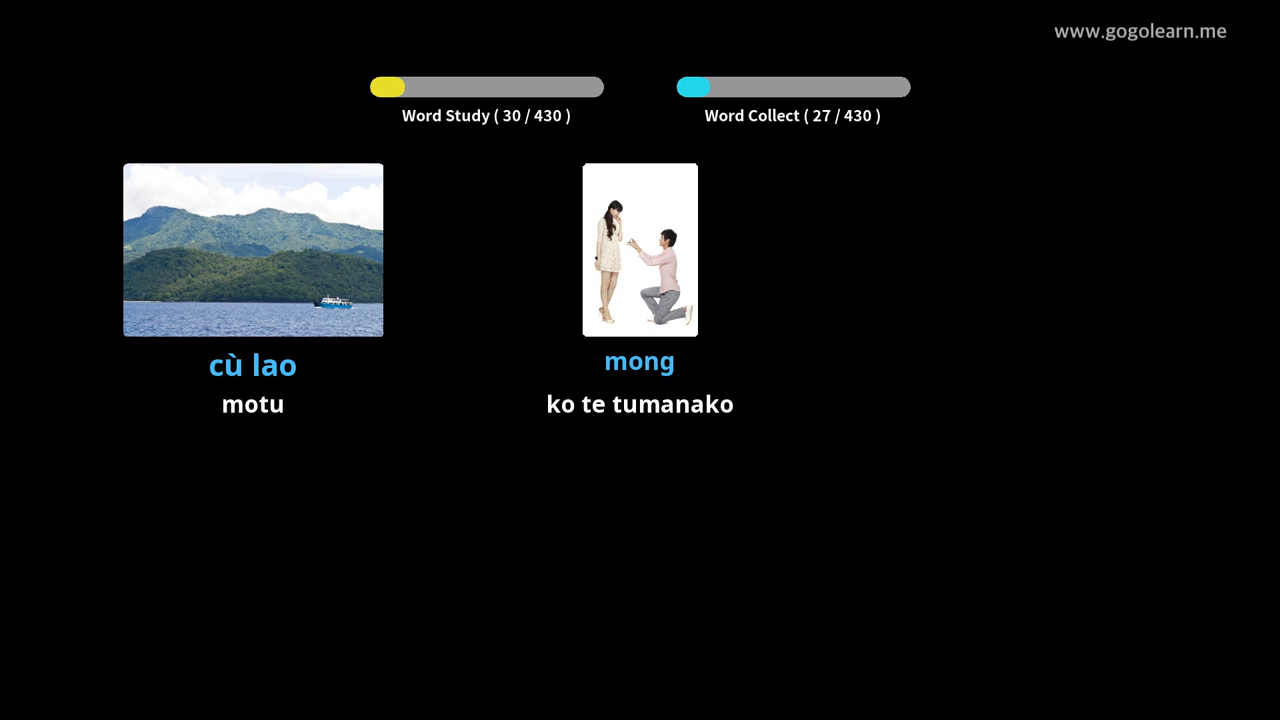 www.gogolearn.me
Word Study ( 30 / 430 )
Word Collect ( 27 / 430 )
cù lao
motu
mong
ko te tumanako